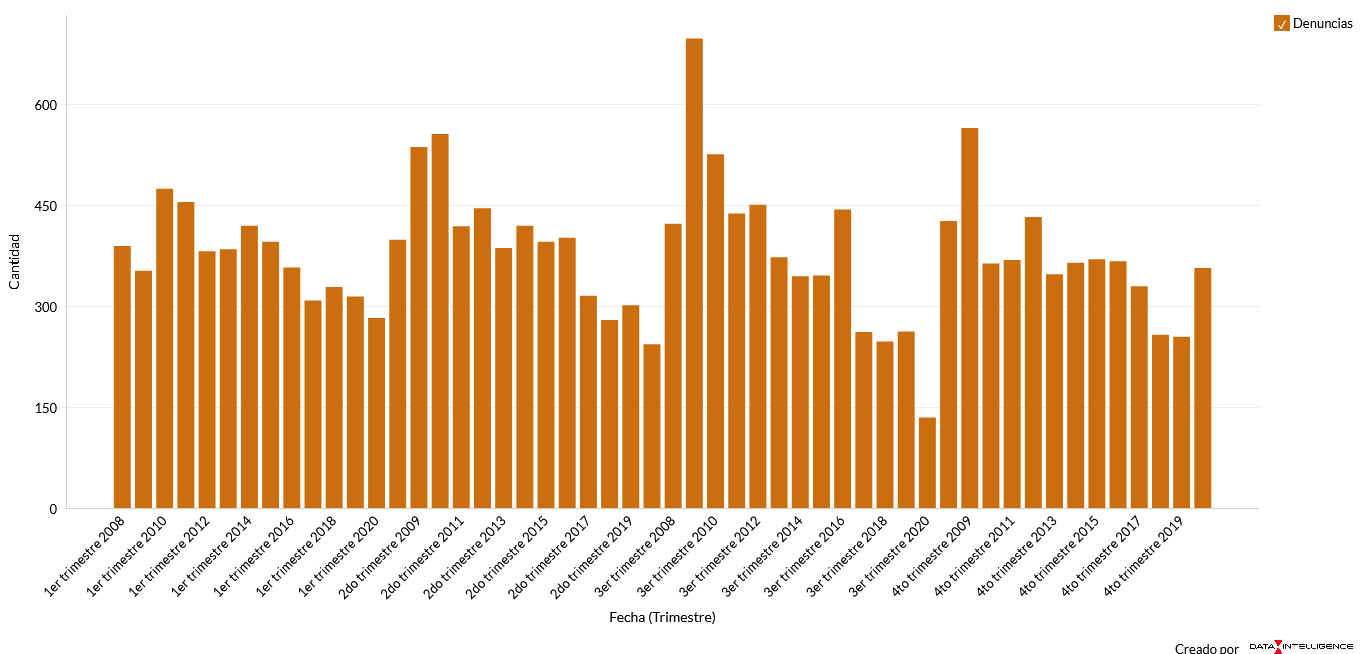 Denuncias
600
450
300
150
0
Cantidad
1er trimestre 2008
1er trimestre 2010
1er trimestre 2012
1er trimestre 2014
1er trimestre 2016
1er trimestre 2018
1er trimestre 2020
2do trimestre 2009
2do trimestre 2011
2do trimestre 2013
2do trimestre 2015
2do trimestre 2017
2do trimestre 2019
3er trimestre 2008
3er trimestre 2010
3er trimestre 2012
3er trimestre 2014
3er trimestre 2016
3er trimestre 2018
3er trimestre 2020
4to trimestre 2009
4to trimestre 2011
4to trimestre 2013
4to trimestre 2015
4to trimestre 2017
4to trimestre 2019
Fecha (Trimestre)
Creado por DATA INTELLIGENCE